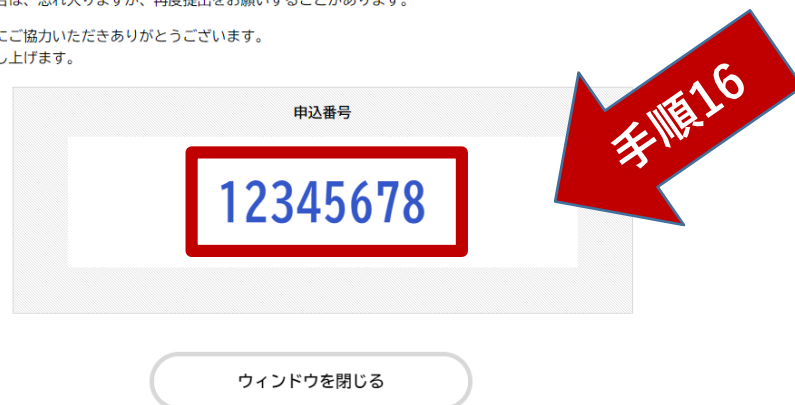 は、恐れ入りますが、再度提出をお願いすることがあります。
にご協力いただきありがとうございます。
し上げます。
申込番号
手順16
12345678
ウィンドウを閉じる